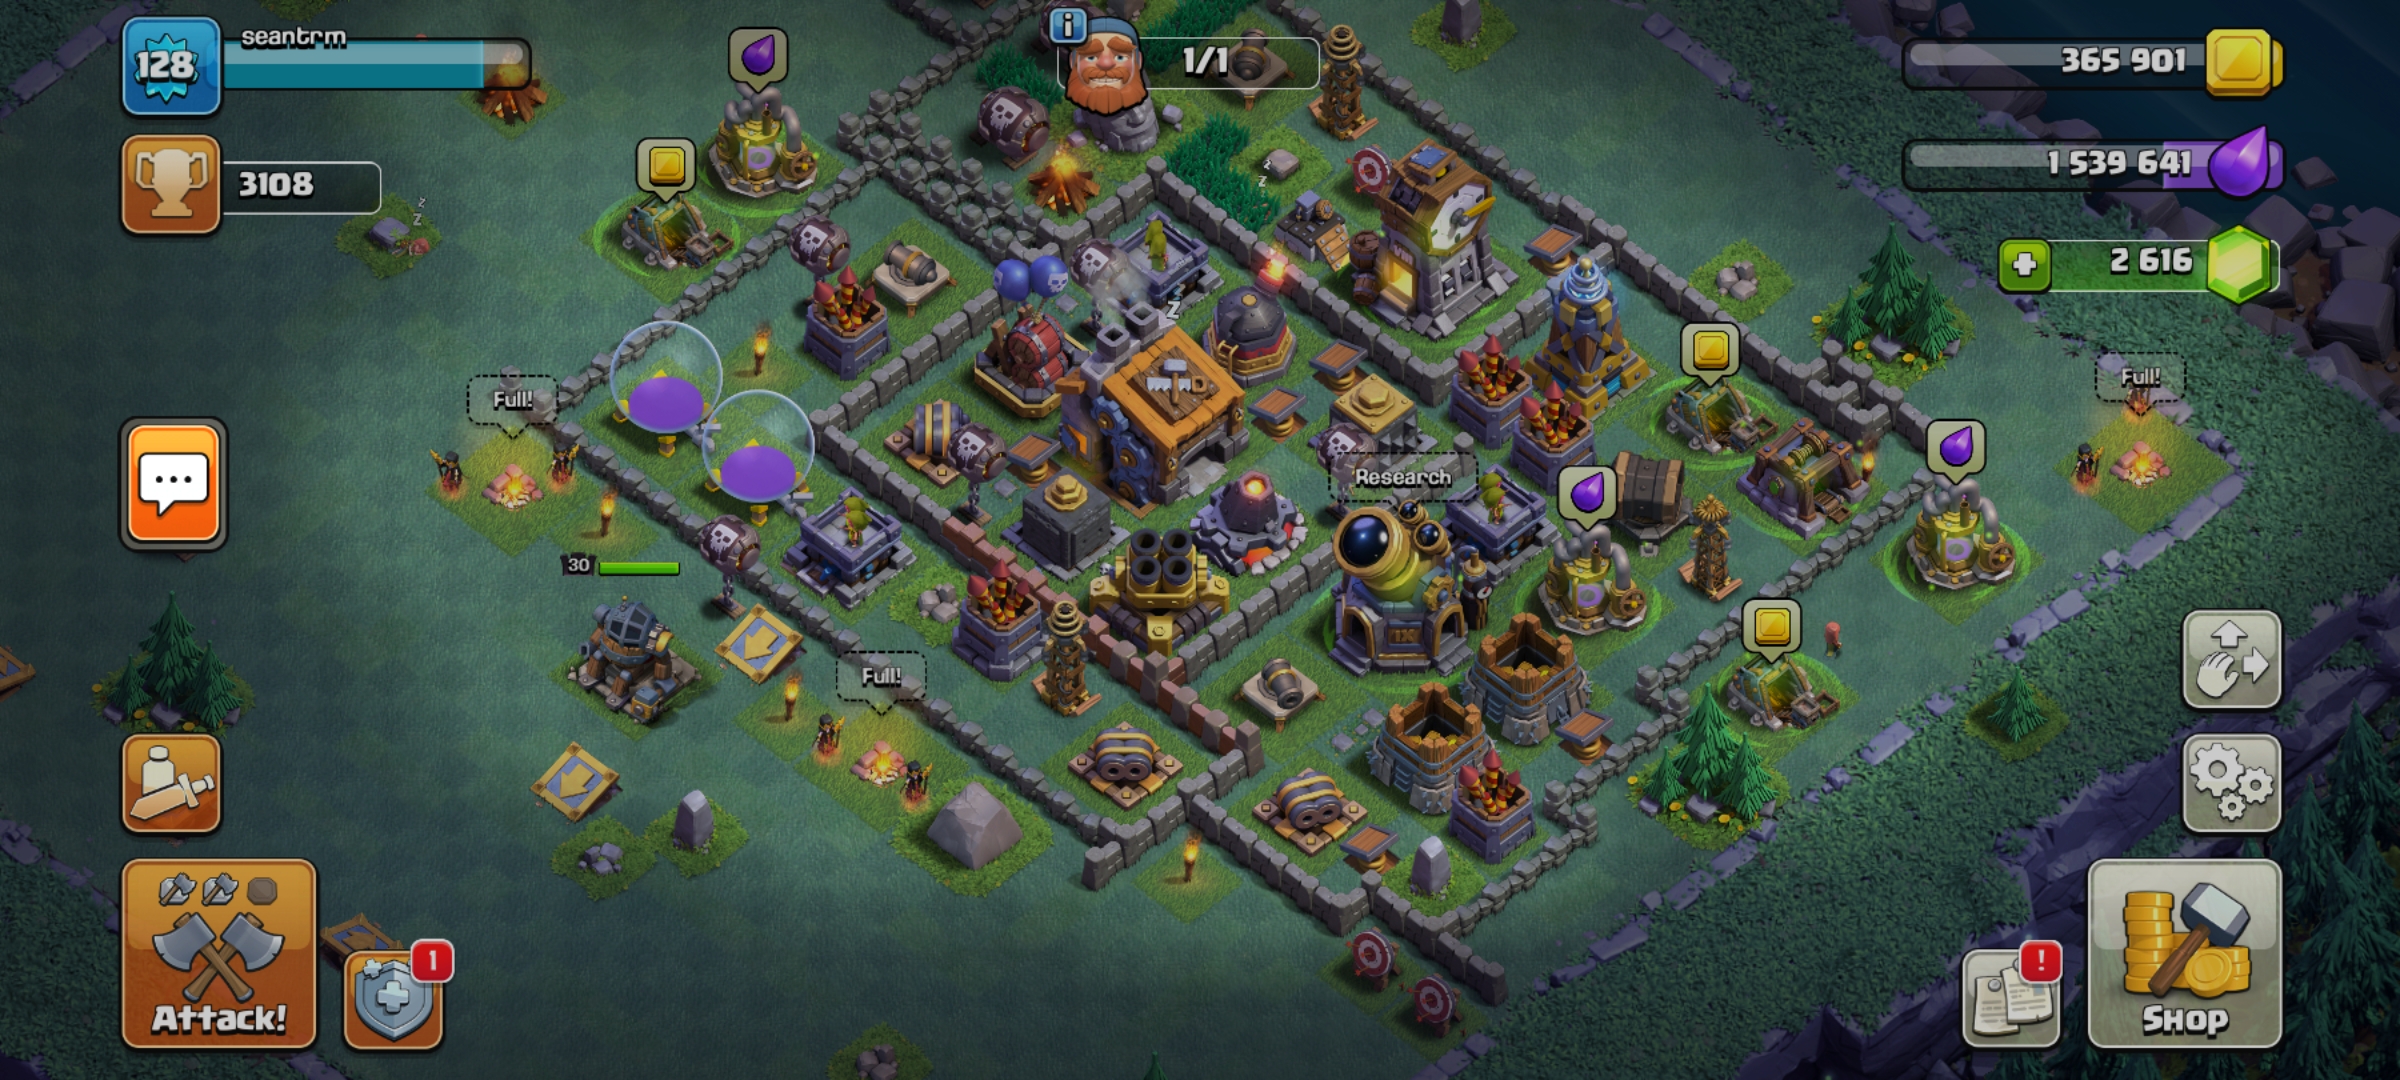 128
seantrm
1/1
365 901
3108
1 539 641
2 616
z
z
z
z
z
Full!
Full!
Research
30
Full!
IX
1
!
Attack!
Shop